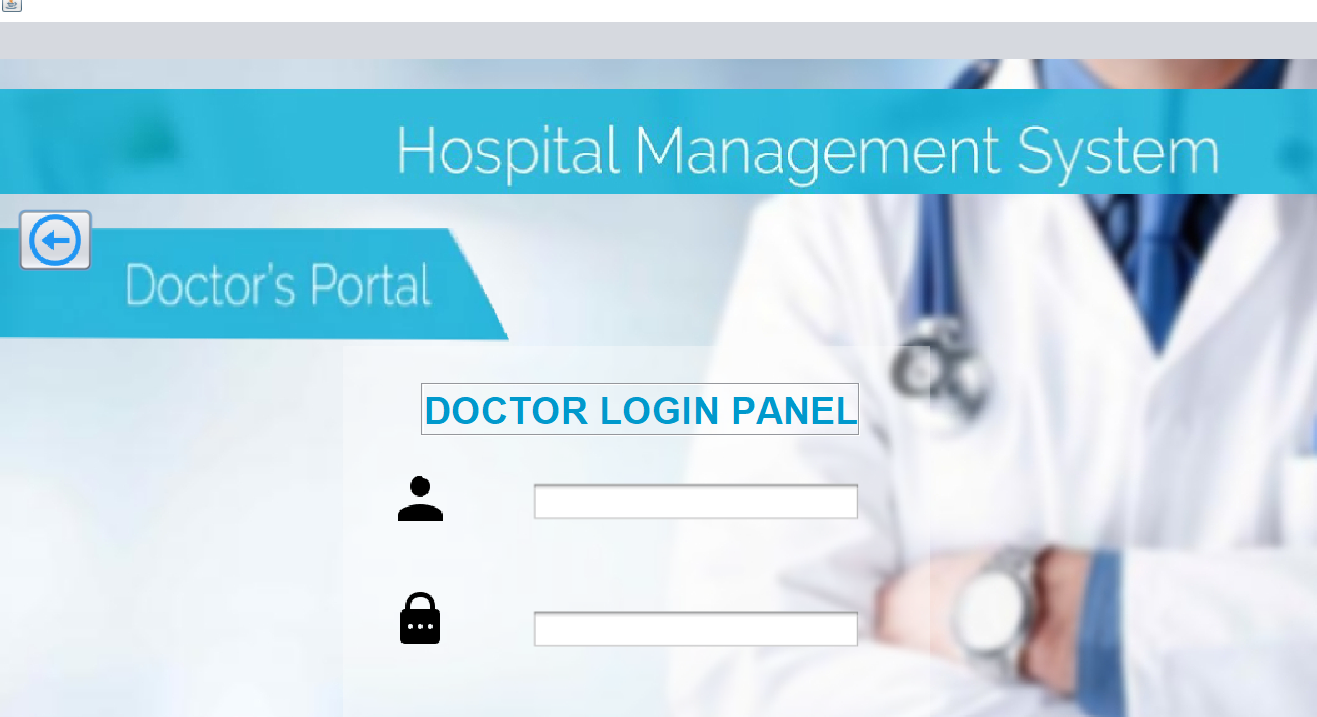 Hospital Management System
Doctor's Portal
DOCTOR LOGIN PANEL